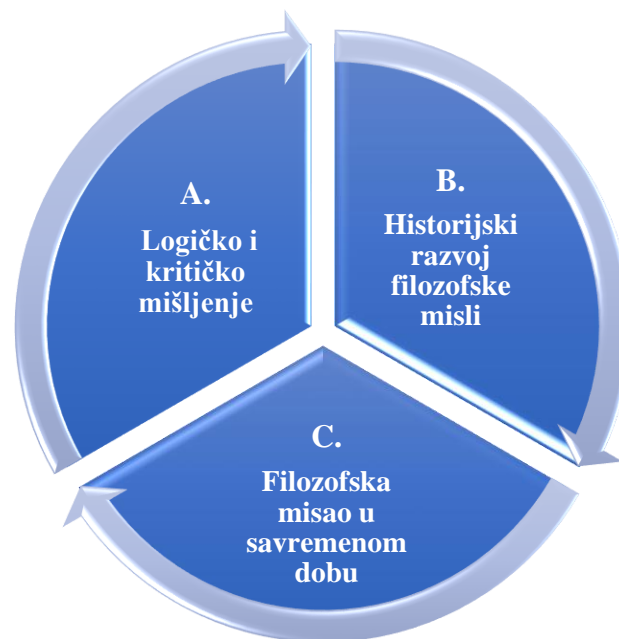 A.
Logičko i
kritičko
mišljenje
B.
Historijski
razvoj
filozofske
misli
C.
Filozofska
misao u
savremenom
dobu